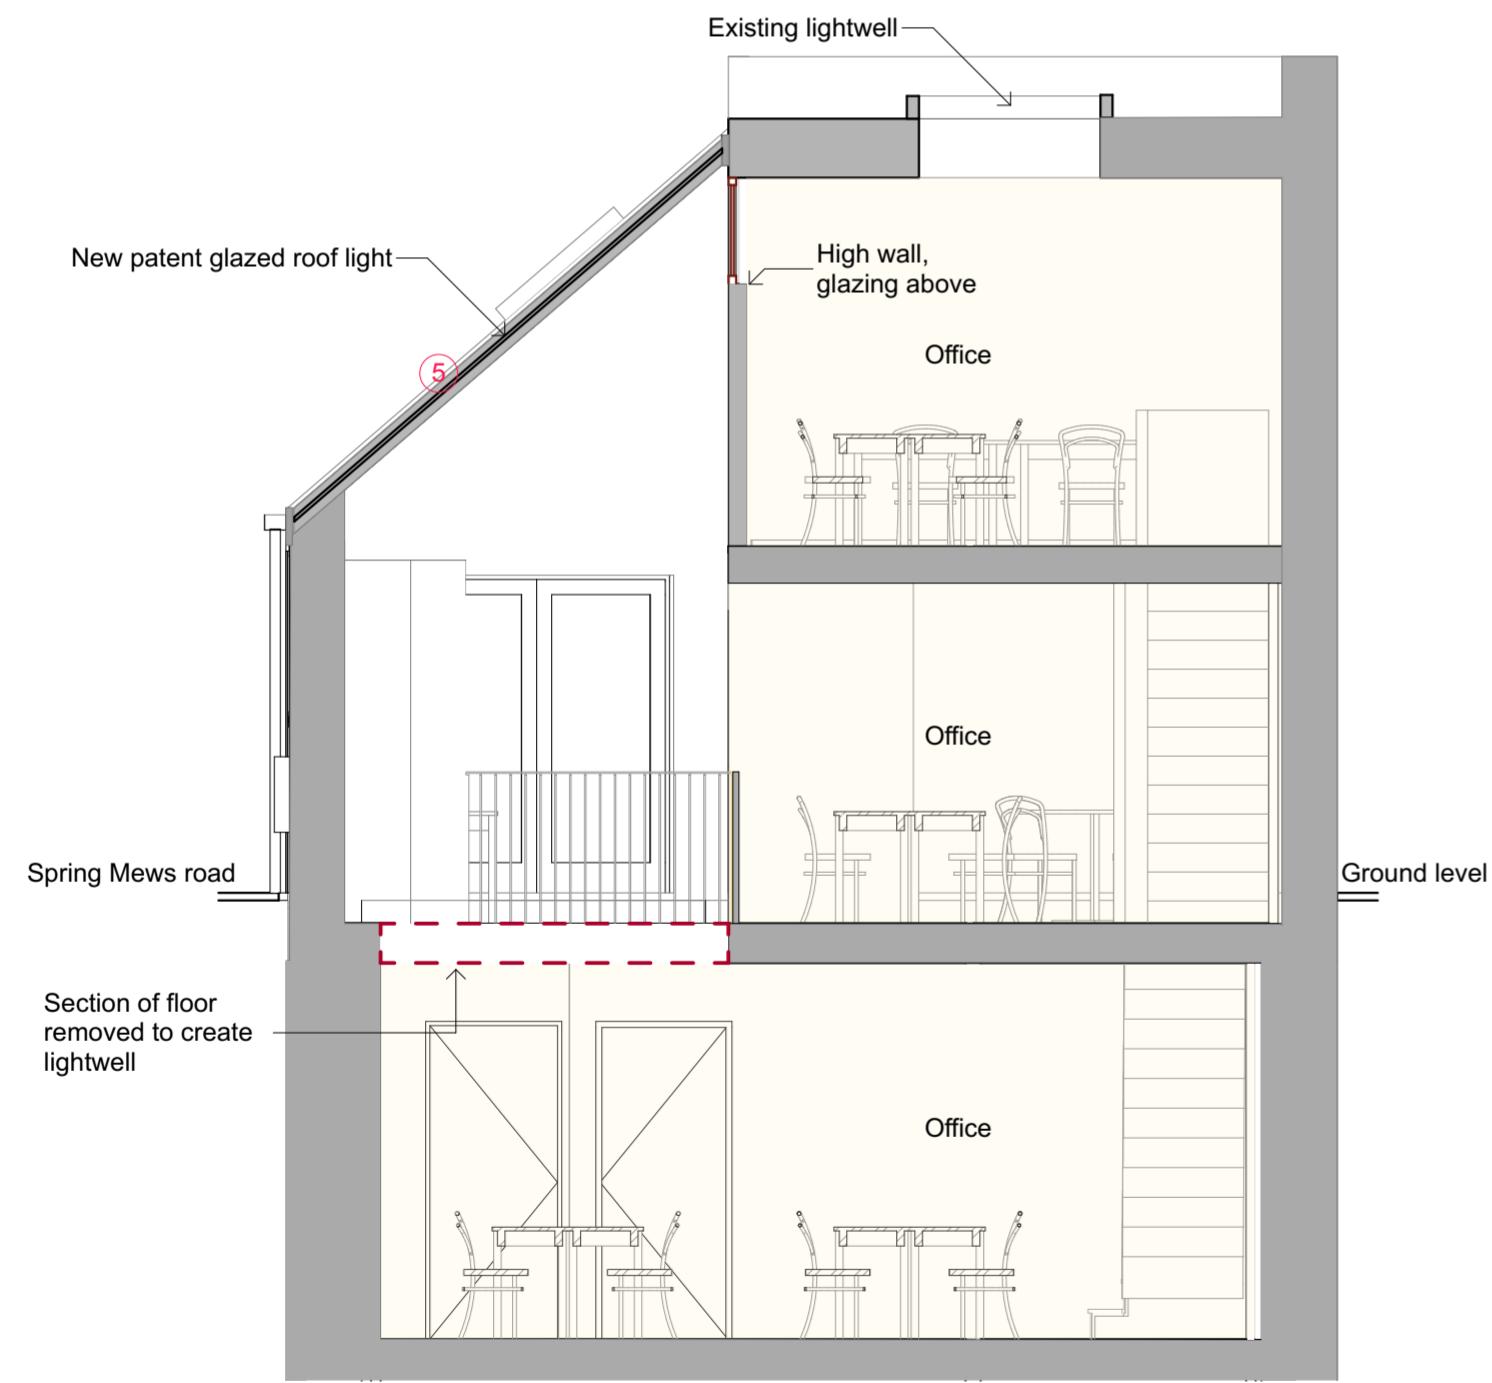 Existing lightwell
New patent glazed roof light
High wall,
glazing above
Office
5
Office
Spring Mews road
Ground level
Section of floor
removed to create
lightwell
Office